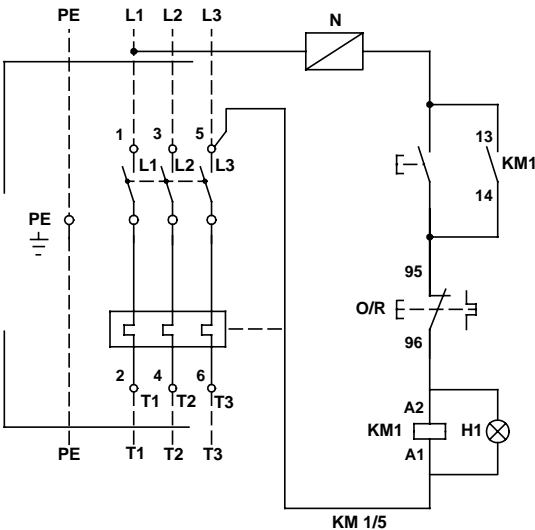 PE L1 L2 L3 N
1 3 5
L1 L2 L3
13
KM1
14
PE
95
O/R
96
2 4 6
T1 T2 T3
A2
KM1 H1
A1
PE T1 T2 T3
KM 1/5